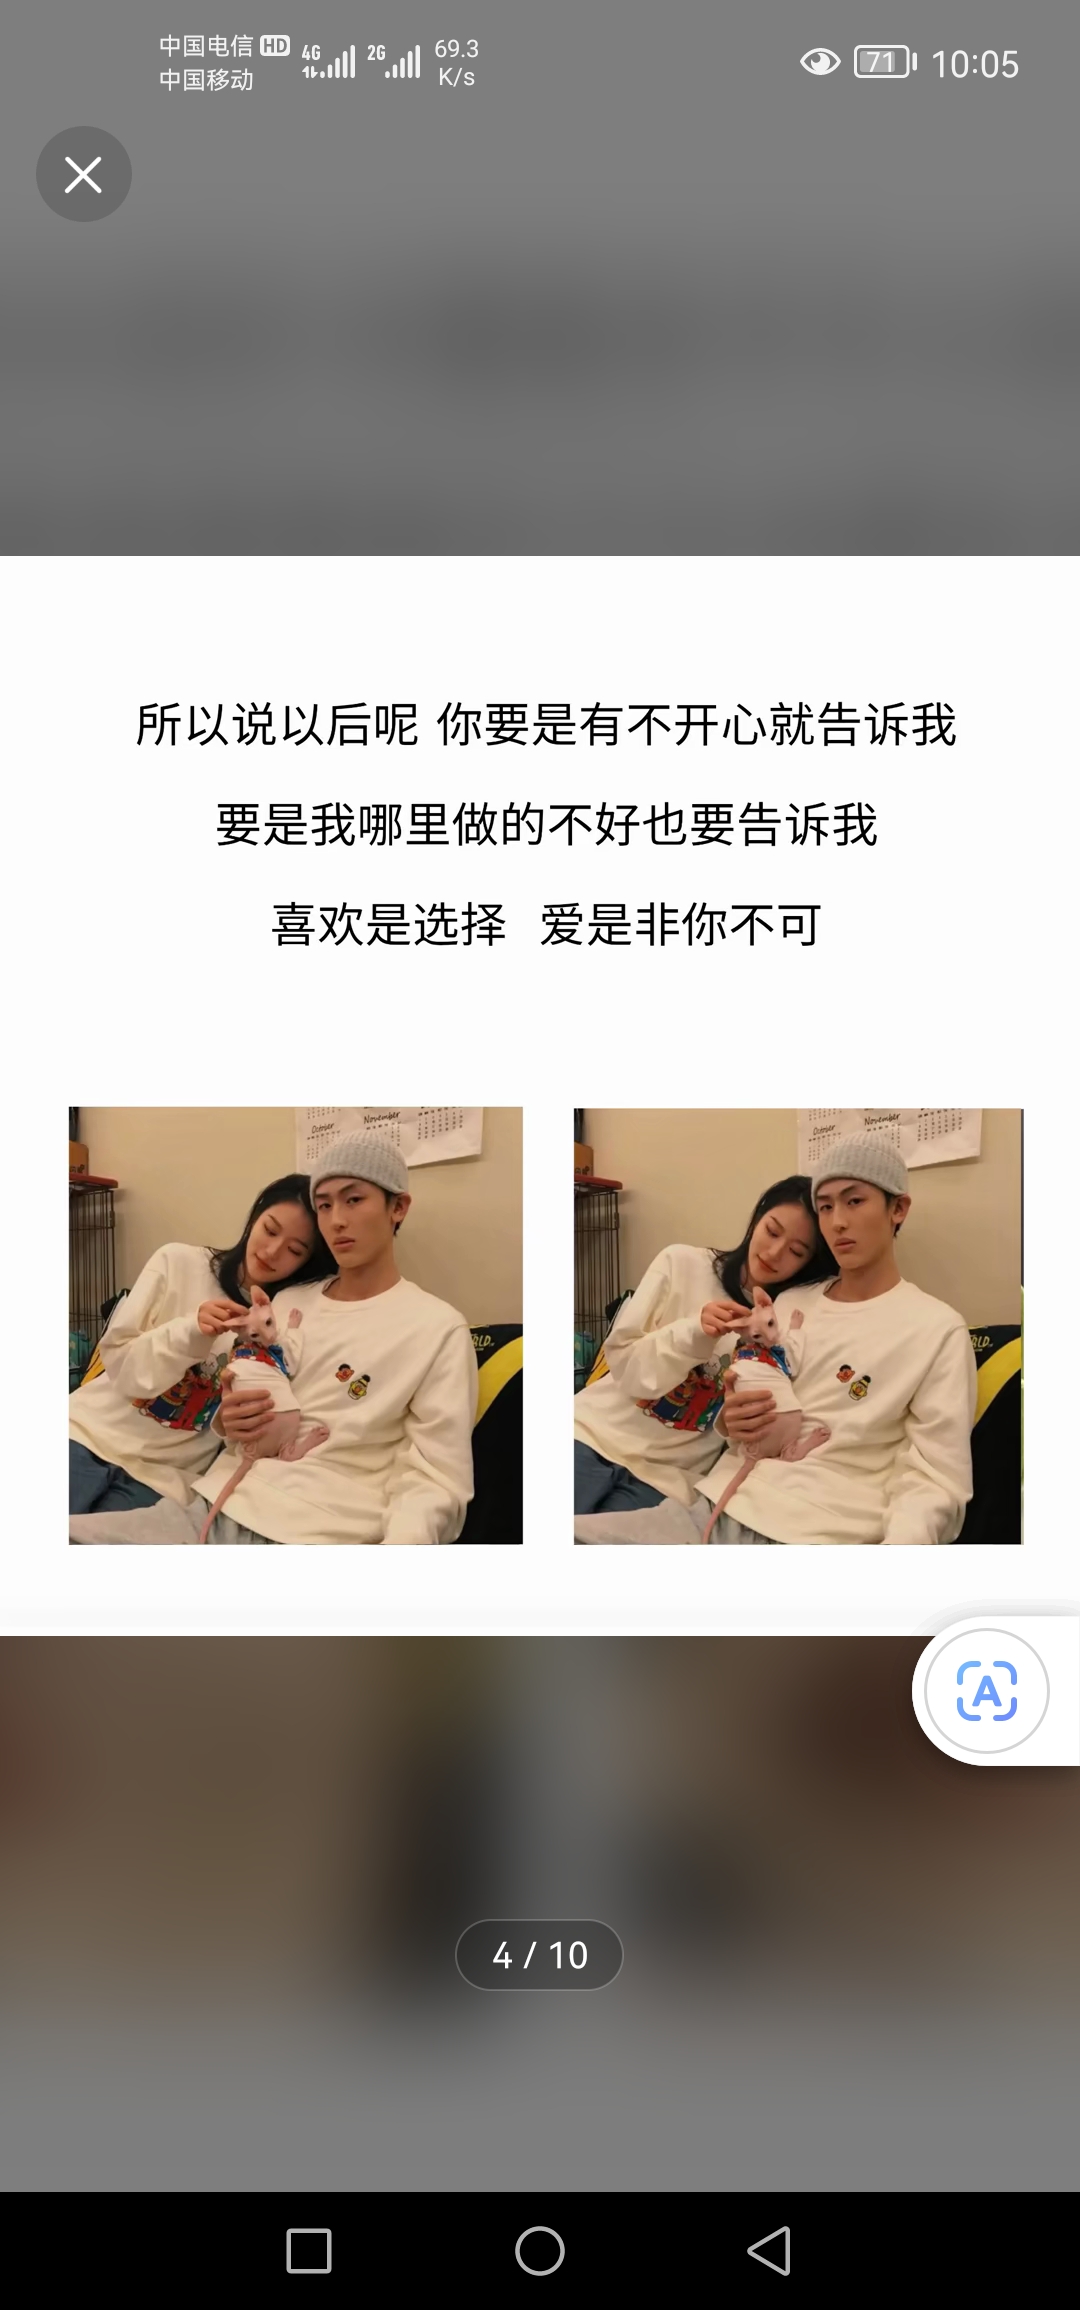 中国电信 HD 4G 2G 69.3 71 10:05
中国移动 K/s
所以说以后呢 你要是有不开心就告诉我
要是我哪里做的不好也要告诉我
喜欢是选择 爱是非你不可
November
October
November
October
RLD
RLD
A
4 / 10